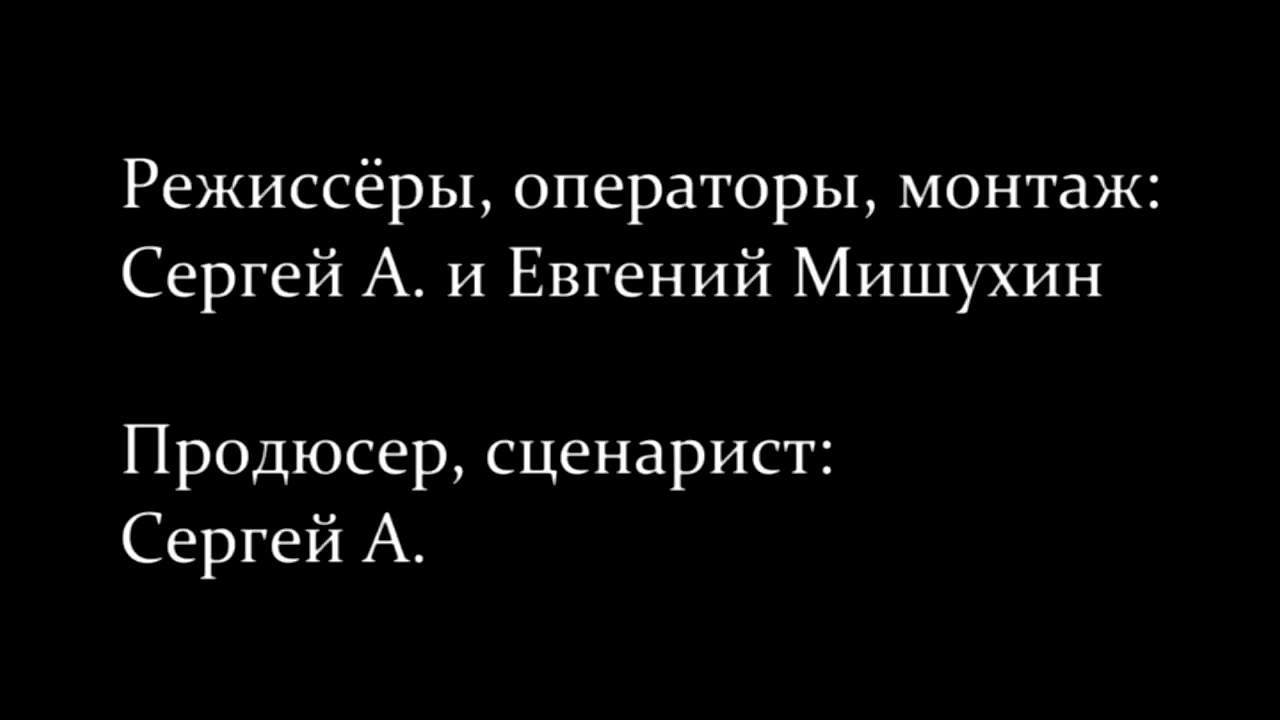 Режиссёры, операторы, монтаж:
Сергей А. и Евгений Мишухин
Продюсер, сценарист:
Сергей А.